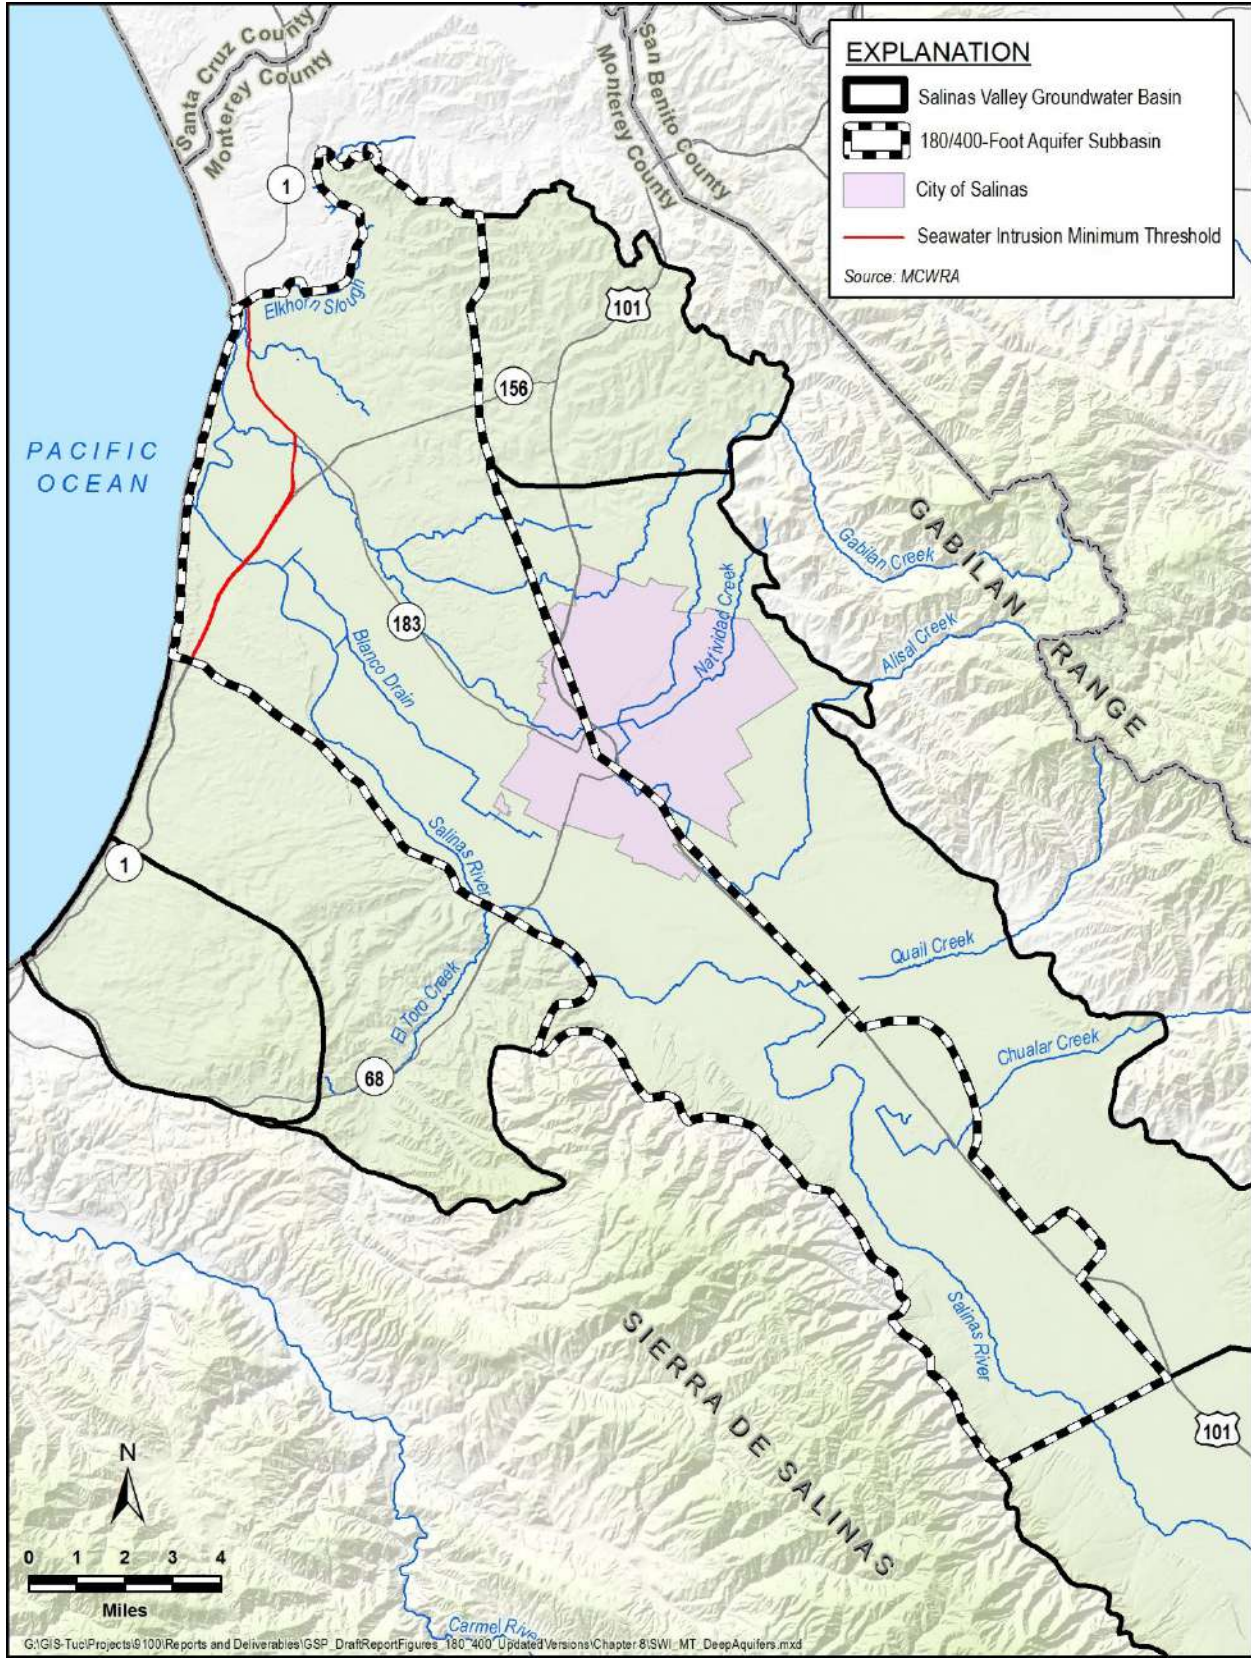 EXPLANATION
Salinas Valley Groundwater Basin
180/400-Foot Aquifer Subbasin
City of Salinas
Seawater Intrusion Minimum Threshold
Source: MCWRA
Santa Cruz County
Monterey County
San Benito County
Monterey County
1
Elkhorn Slough
101
156
PACIFIC
OCEAN
GABILAN
RANGE
Gabilan Creek
Natividad Creek
Alisal Creek
183
Blanco Drain
Salinas River
1
Quail Creek
El Toro Creek
Chualar Creek
68
Salinas River
SIERRA DE SALINAS
101
N
0 1 2 3 4
Miles
Carmel River
G:\GIS-Tuc\Projects\9100\Reports and Deliverables\GSP_DraftReportFigures_180_400_UpdatedVersions\Chapter 8\SWI_MT_DeepAquifers.mxd